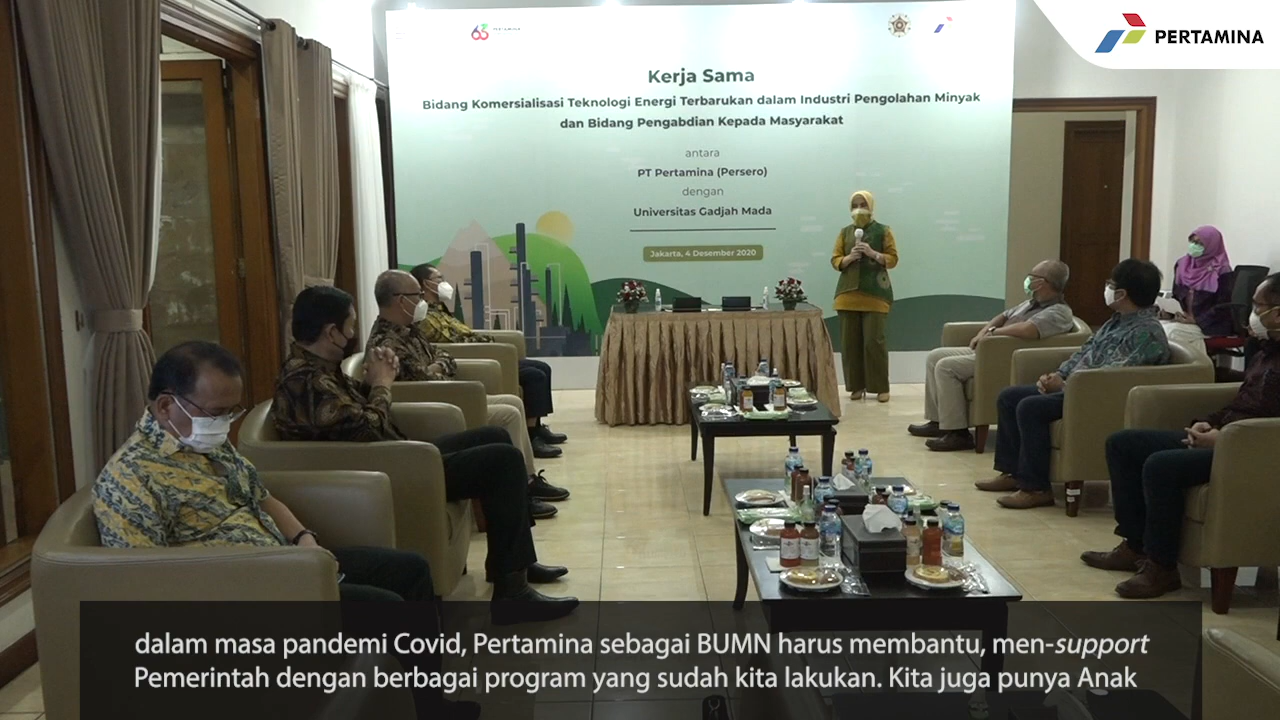 PERTAMINA
63 PERTAMINA
Kerja Sama
Bidang Komersialisasi Teknologi Energi Terbarukan dalam Industri Pengolahan Minyak
dan Bidang Pengabdian Kepada Masyarakat
antara
PT Pertamina (Persero)
dengan
Universitas Gadjah Mada
Jakarta, 4 Desember 2020
dalam masa pandemi Covid, Pertamina sebagai BUMN harus membantu, men-support
Pemerintah dengan berbagai program yang sudah kita lakukan. Kita juga punya Anak